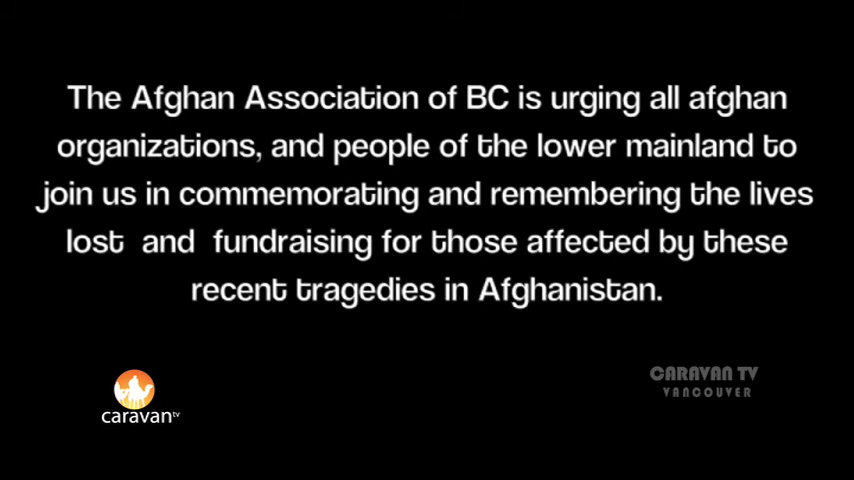 The Afghan Association of BC is urging all afghan
organizations, and people of the lower mainland to
join us in commemorating and remembering the lives
lost and fundraising for those affected by these
recent tragedies in Afghanistan.
CARAVAN TV
VANCOUVER
caravan tv